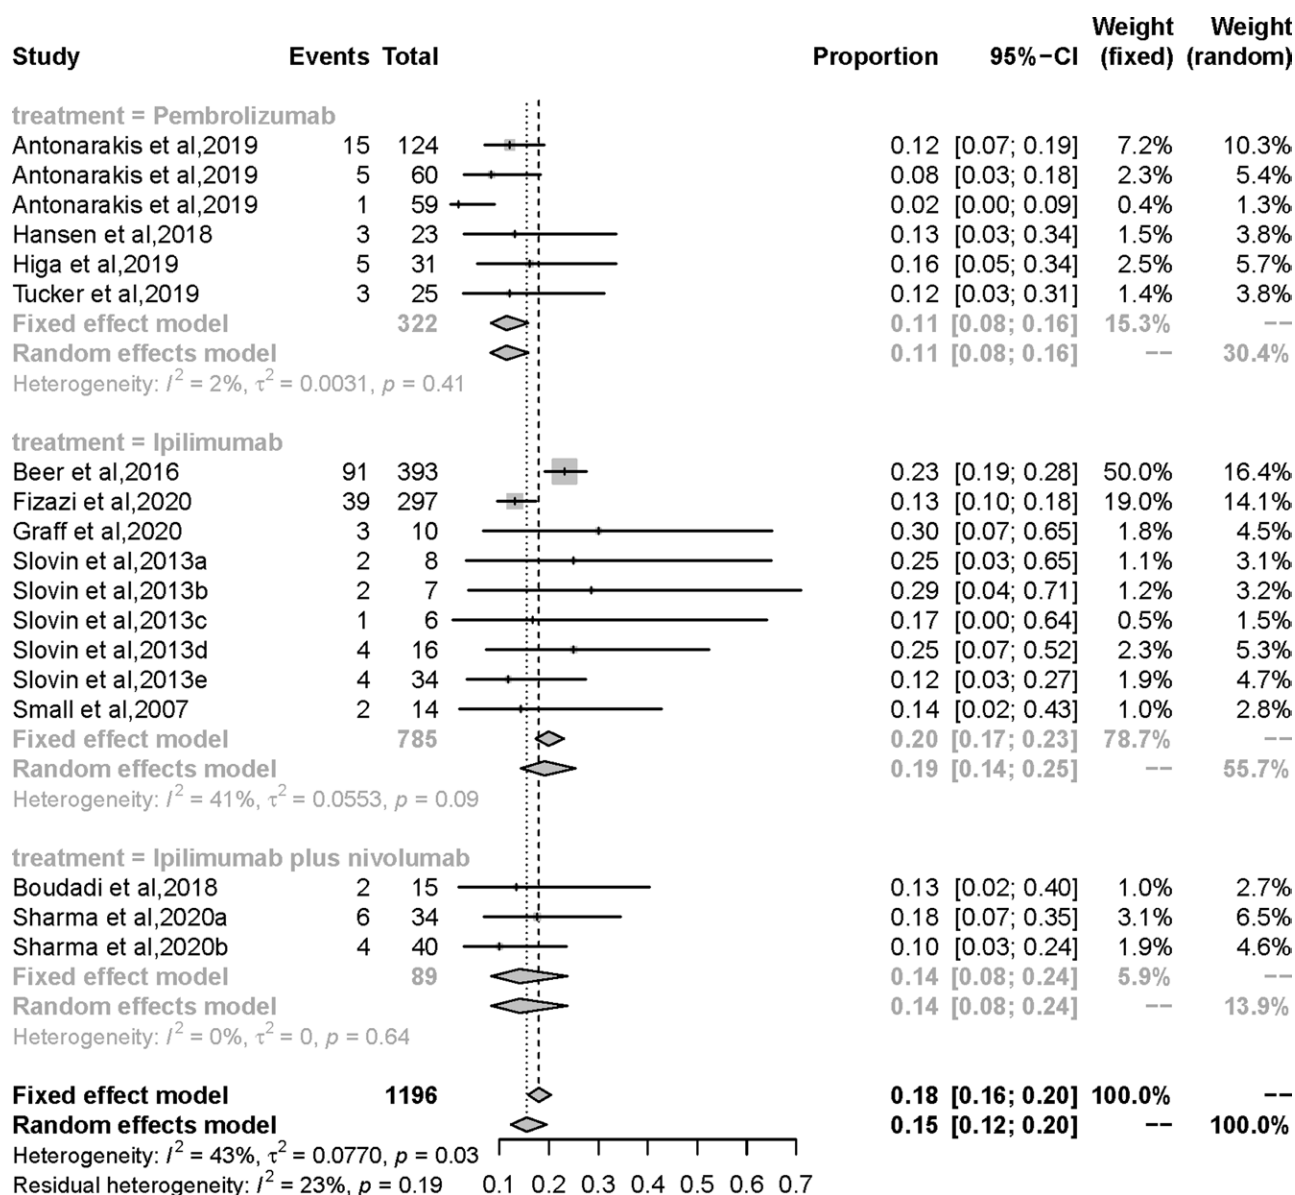 Weight Weight
Study Events Total Proportion 95%−CI (fixed) (random)
treatment = Pembrolizumab
Antonarakis et al,2019 15 124 0.12 [0.07; 0.19] 7.2% 10.3%
Antonarakis et al,2019 5 60 0.08 [0.03; 0.18] 2.3% 5.4%
Antonarakis et al,2019 1 59 0.02 [0.00; 0.09] 0.4% 1.3%
Hansen et al,2018 3 23 0.13 [0.03; 0.34] 1.5% 3.8%
Higa et al,2019 5 31 0.16 [0.05; 0.34] 2.5% 5.7%
Tucker et al,2019 3 25 0.12 [0.03; 0.31] 1.4% 3.8%
Fixed effect model 322 0.11 [0.08; 0.16] 15.3% −−
Random effects model 0.11 [0.08; 0.16] −− 30.4%
Heterogeneity: I² = 2%, τ² = 0.0031, p = 0.41
treatment = Ipilimumab
Beer et al,2016 91 393 0.23 [0.19; 0.28] 50.0% 16.4%
Fizazi et al,2020 39 297 0.13 [0.10; 0.18] 19.0% 14.1%
Graff et al,2020 3 10 0.30 [0.07; 0.65] 1.8% 4.5%
Slovin et al,2013a 2 8 0.25 [0.03; 0.65] 1.1% 3.1%
Slovin et al,2013b 2 7 0.29 [0.04; 0.71] 1.2% 3.2%
Slovin et al,2013c 1 6 0.17 [0.00; 0.64] 0.5% 1.5%
Slovin et al,2013d 4 16 0.25 [0.07; 0.52] 2.3% 5.3%
Slovin et al,2013e 4 34 0.12 [0.03; 0.27] 1.9% 4.7%
Small et al,2007 2 14 0.14 [0.02; 0.43] 1.0% 2.8%
Fixed effect model 785 0.20 [0.17; 0.23] 78.7% −−
Random effects model 0.19 [0.14; 0.25] −− 55.7%
Heterogeneity: I² = 41%, τ² = 0.0553, p = 0.09
treatment = Ipilimumab plus nivolumab
Boudadi et al,2018 2 15 0.13 [0.02; 0.40] 1.0% 2.7%
Sharma et al,2020a 6 34 0.18 [0.07; 0.35] 3.1% 6.5%
Sharma et al,2020b 4 40 0.10 [0.03; 0.24] 1.9% 4.6%
Fixed effect model 89 0.14 [0.08; 0.24] 5.9% −−
Random effects model 0.14 [0.08; 0.24] −− 13.9%
Heterogeneity: I² = 0%, τ² = 0, p = 0.64
Fixed effect model 1196 0.18 [0.16; 0.20] 100.0% −−
Random effects model 0.15 [0.12; 0.20] −− 100.0%
Heterogeneity: I² = 43%, τ² = 0.0770, p = 0.03
Residual heterogeneity: I² = 23%, p = 0.19 0.1 0.2 0.3 0.4 0.5 0.6 0.7